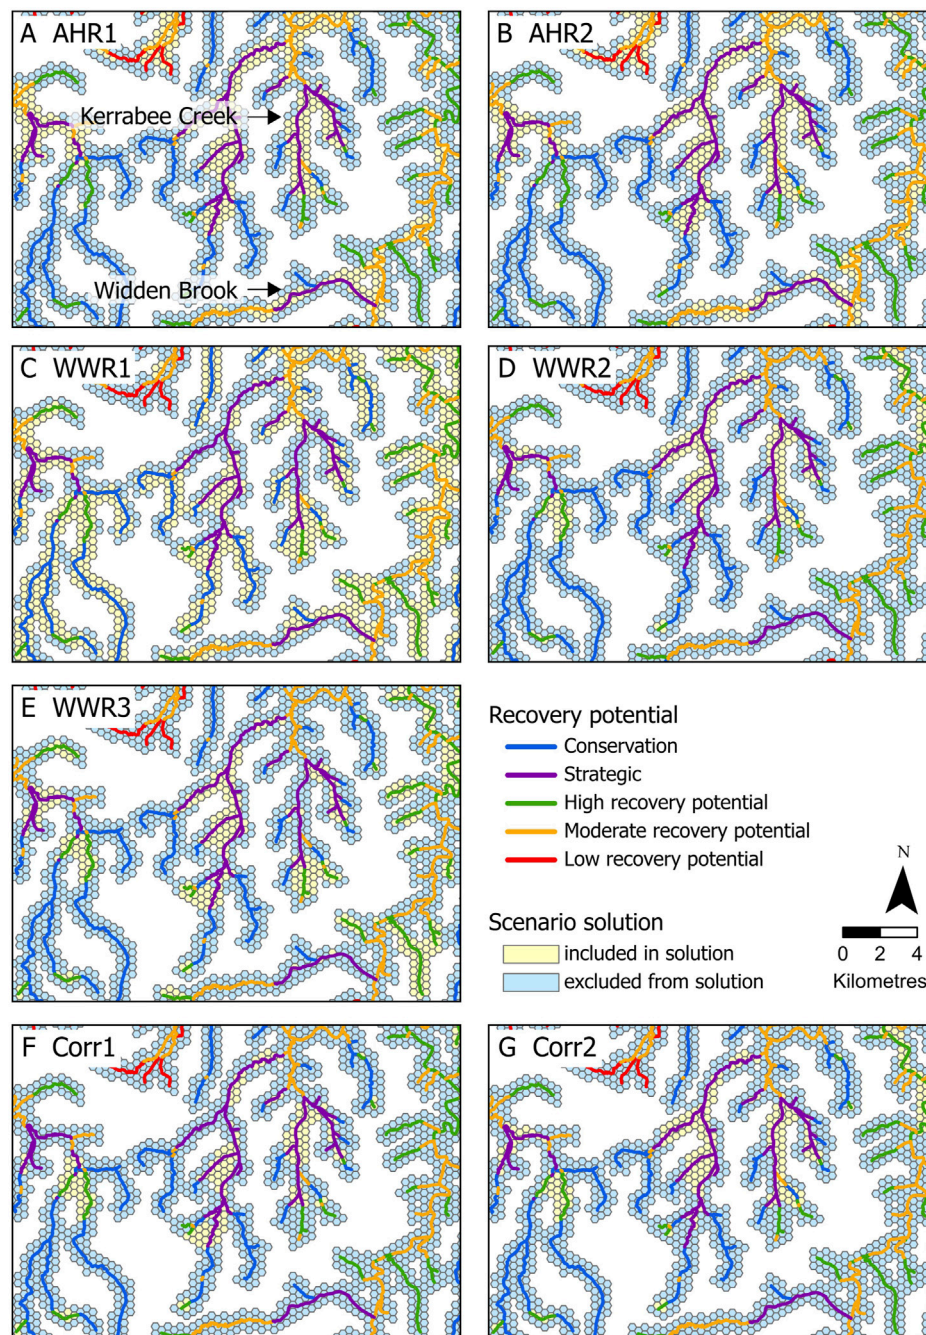 A AHR1
B AHR2
Kerrabee Creek
Widden Brook
C WWR1
D WWR2
E WWR3
Recovery potential
Conservation
Strategic
High recovery potential
Moderate recovery potential
Low recovery potential
Scenario solution
included in solution
excluded from solution
N
0 2 4
Kilometres
F Corr1
G Corr2